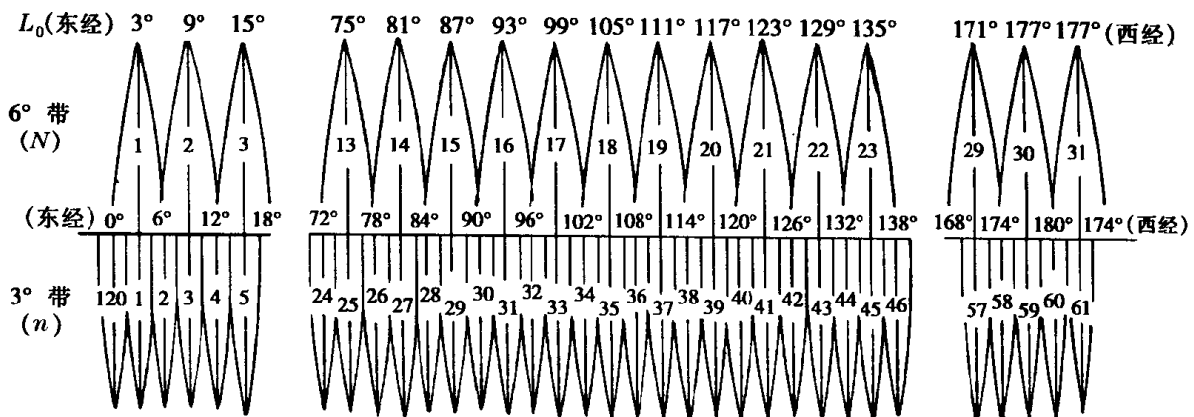 L₀(东经) 3° 9° 15° 75° 81° 87° 93° 99° 105° 111° 117° 123° 129° 135° 171° 177° 177° (西经)
6° 带
(N)
1 2 3 13 14 15 16 17 18 19 20 21 22 23 29 30 31
(东经) 0° 6° 12° 18° 72° 78° 84° 90° 96° 102° 108° 114° 120° 126° 132° 138° 168° 174° 180° 174° (西经)
3° 带
(n)
120 1 2 3 4 5 24 25 26 27 28 29 30 31 32 33 34 35 36 37 38 39 40 41 42 43 44 45 46 57 58 59 60 61